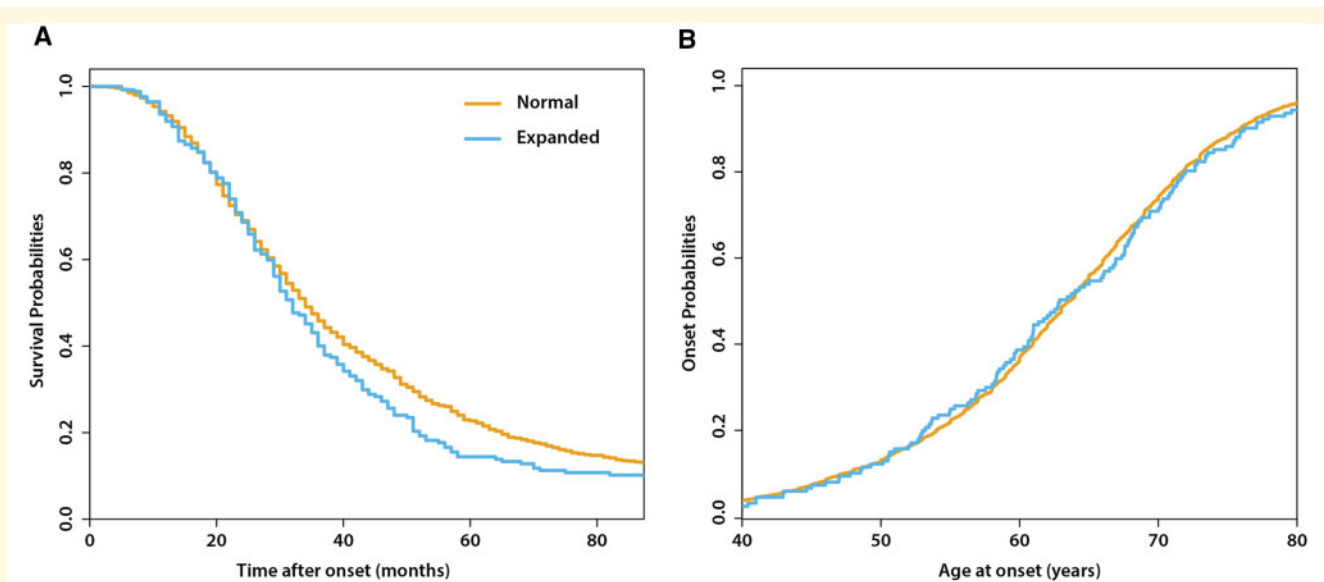 A
B
1.0
0.8
0.6
0.4
0.2
0.0
Survival Probabilities
Normal
Expanded
0
20
40
60
80
Time after onset (months)
1.0
0.8
0.6
0.4
0.2
0.0
Onset Probabilities
40
50
60
70
80
Age at onset (years)